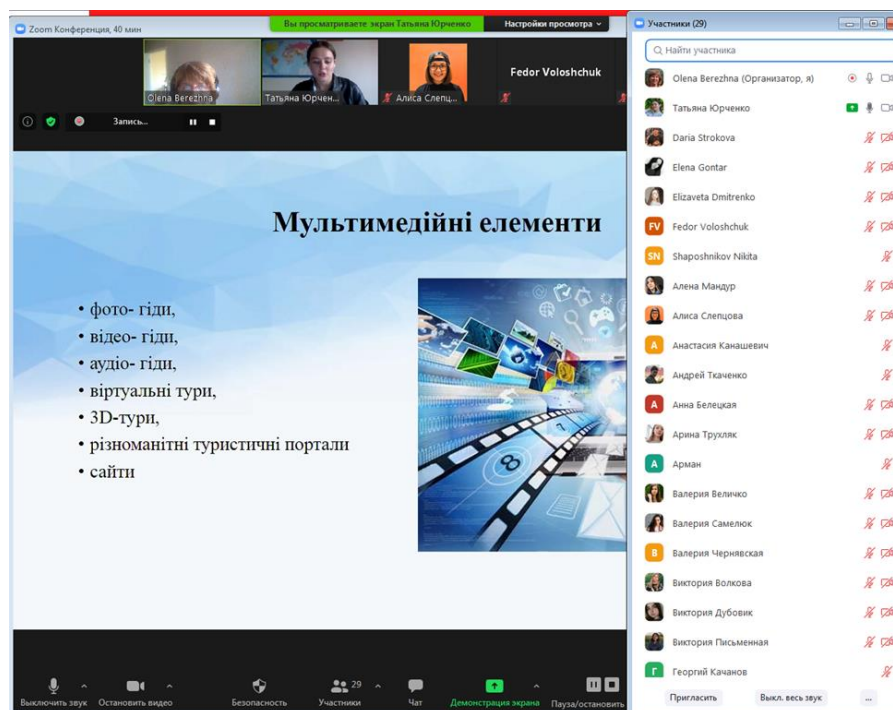 Zoom Конференция, 40 мин
Вы просматриваете экран Татьяна Юрченко
Настройки просмотра
Olena Berezhna
Татьяна Юрчен...
Алиса Слепц...
Fedor Voloshchuk
Запись...
Мультимедійні елементи
• фото- гіди,
• відео- гіди,
• аудіо- гіди,
• віртуальні тури,
• 3D-тури,
• різноманітні туристичні портали
• сайти
8
Выключить звук
Остановить видео
Безопасность
29
Участники
Чат
Демонстрация экрана
Пауза/остановить
Участники (29)
Найти участника
Olena Berezhna (Организатор, я)
Татьяна Юрченко
Daria Strokova
Elena Gontar
Elizaveta Dmitrenko
FV Fedor Voloshchuk
SN Shaposhnikov Nikita
Алена Мандур
Алиса Слепцова
А Анастасия Канашевич
Андрей Ткаченко
А Анна Белецкая
Арина Трухляк
А Арман
Валерия Величко
Валерия Самелюк
В Валерия Чернявская
Виктория Волкова
Виктория Дубовик
Виктория Письменная
Г Георгий Качанов
Пригласить
Выкл. весь звук
...